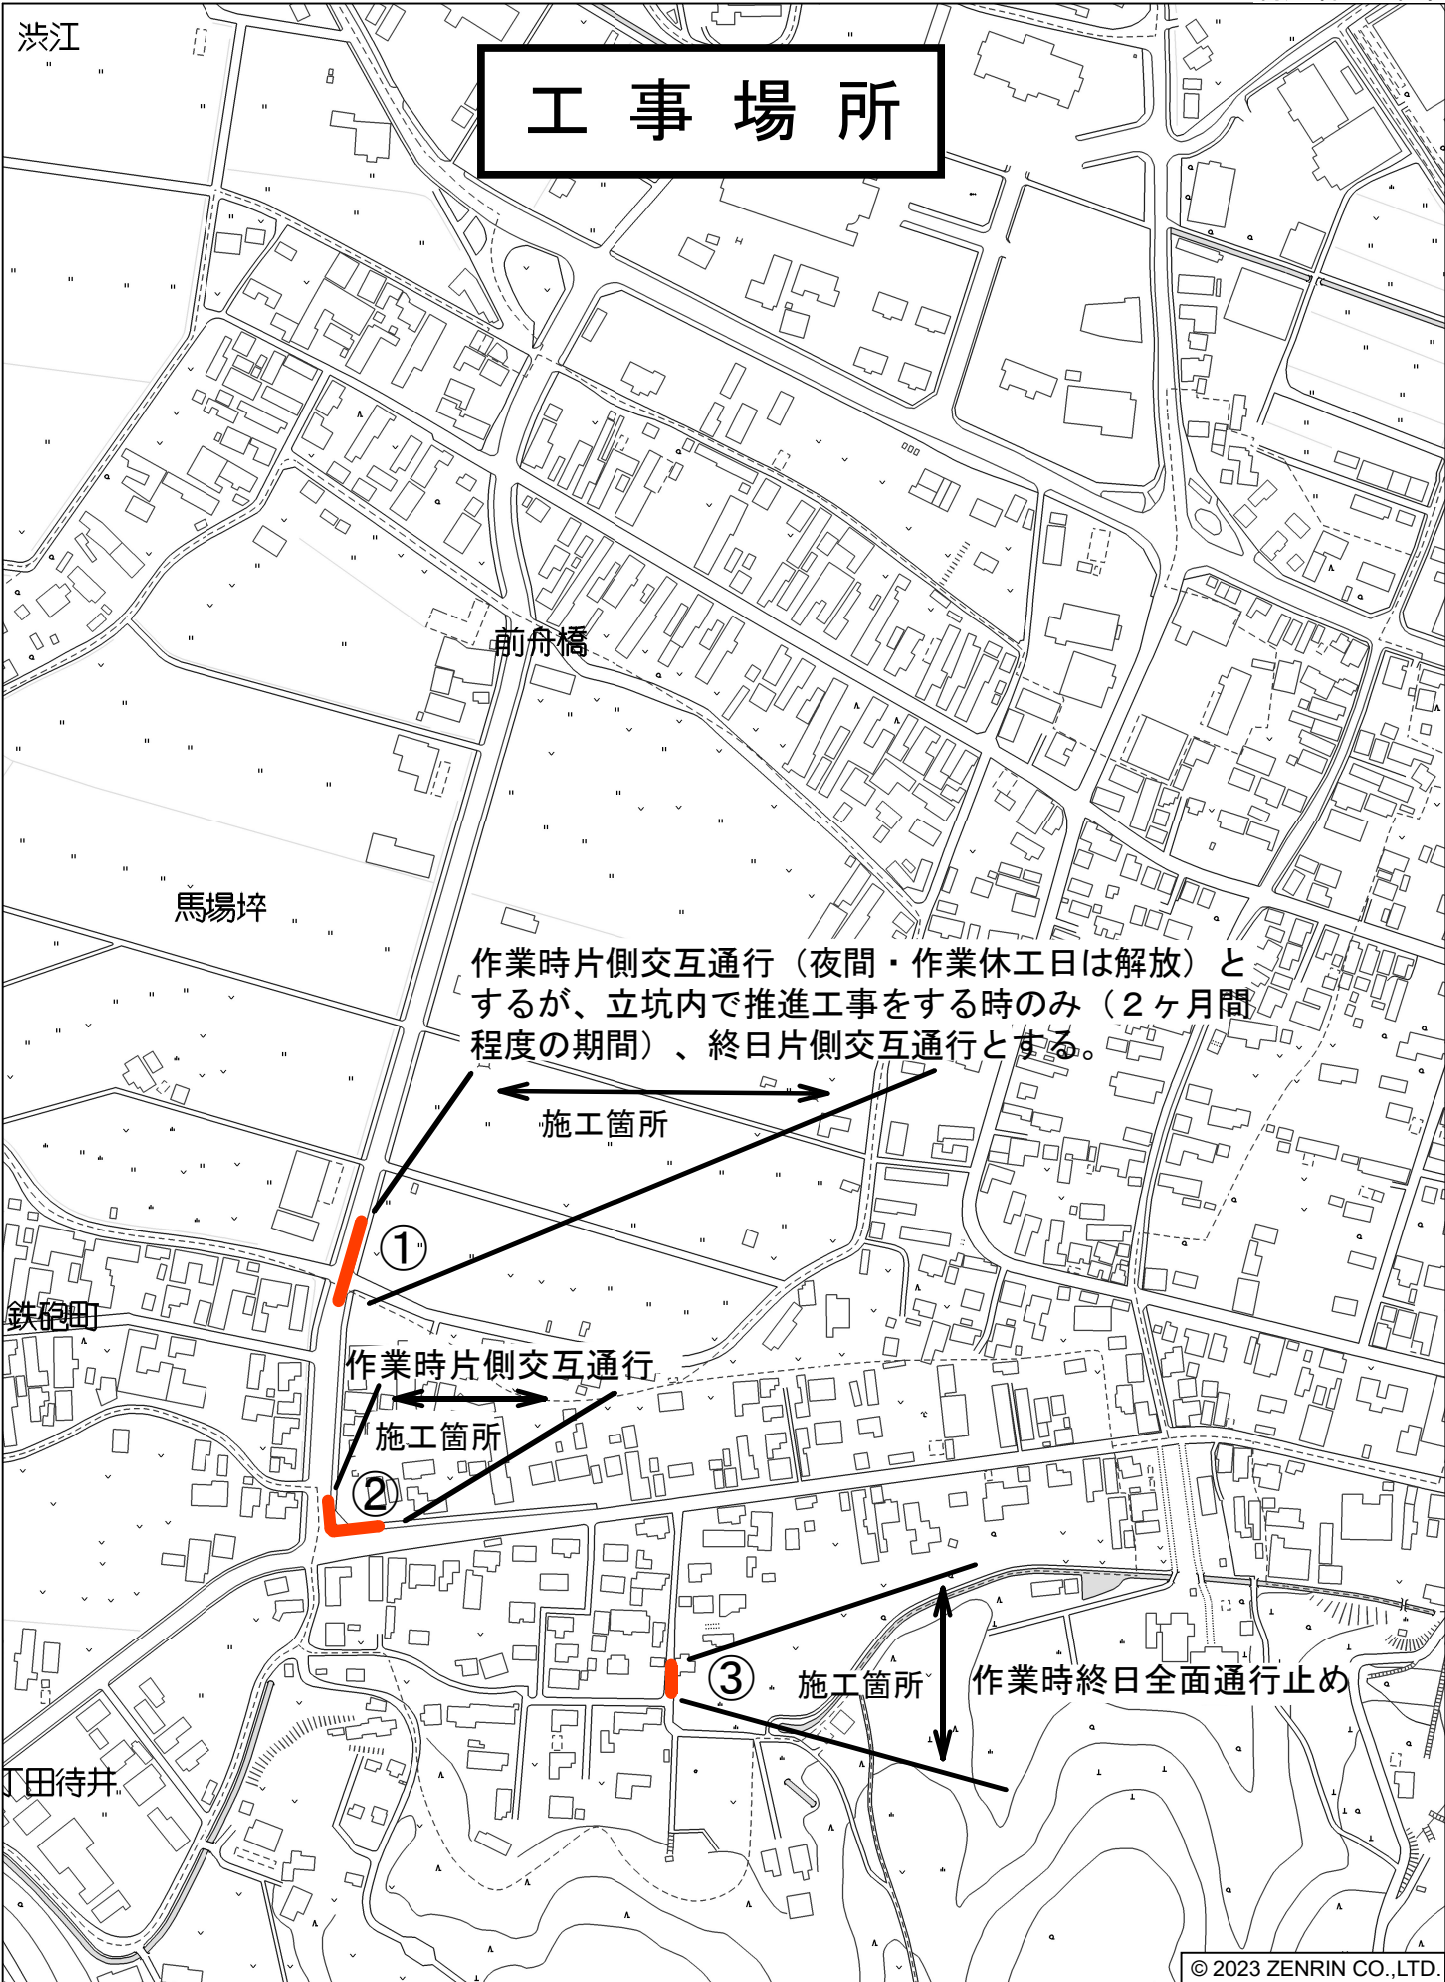 渋江
工事場所
前舟橋
馬場埣
作業時片側交互通行（夜間・作業休工日は解放）と
するが、立坑内で推進工事をする時のみ（２ヶ月間
程度の期間）、終日片側交互通行とする。
施工箇所
①
鉄砲町
作業時片側交互通行
施工箇所
②
③
施工箇所
作業時終日全面通行止め
田待井
© 2023 ZENRIN CO.,LTD.